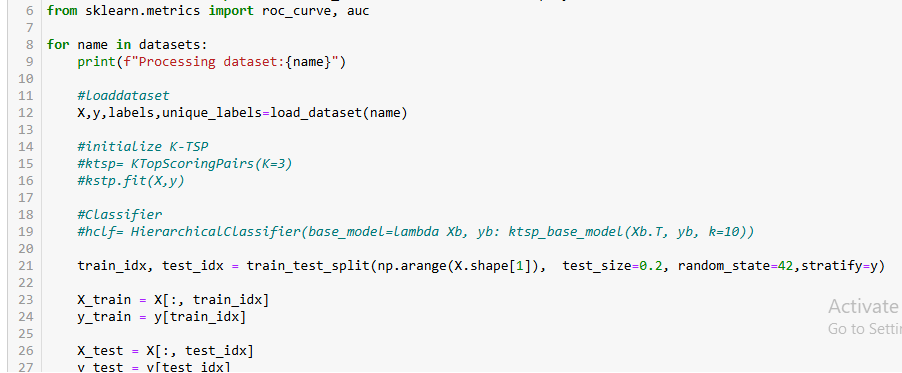 6 from sklearn.metrics import roc_curve, auc
7
8 for name in datasets:
9     print(f"Processing dataset:{name}")
10
11     #loaddataset
12     X,y,labels,unique_labels=load_dataset(name)
13
14     #initialize K-TSP
15     #ktsp= KTopScoringPairs(K=3)
16     #kstp.fit(X,y)
17
18     #Classifier
19     #hclf= HierarchicalClassifier(base_model=lambda Xb, yb: ktsp_base_model(Xb.T, yb, k=10))
20
21     train_idx, test_idx = train_test_split(np.arange(X.shape[1]),  test_size=0.2, random_state=42,stratify=y)
22
23     X_train = X[:, train_idx]
24     y_train = y[train_idx]
25
26     X_test = X[:, test_idx]
27     y_test = y[test_idx]
Activate
Go to Setti